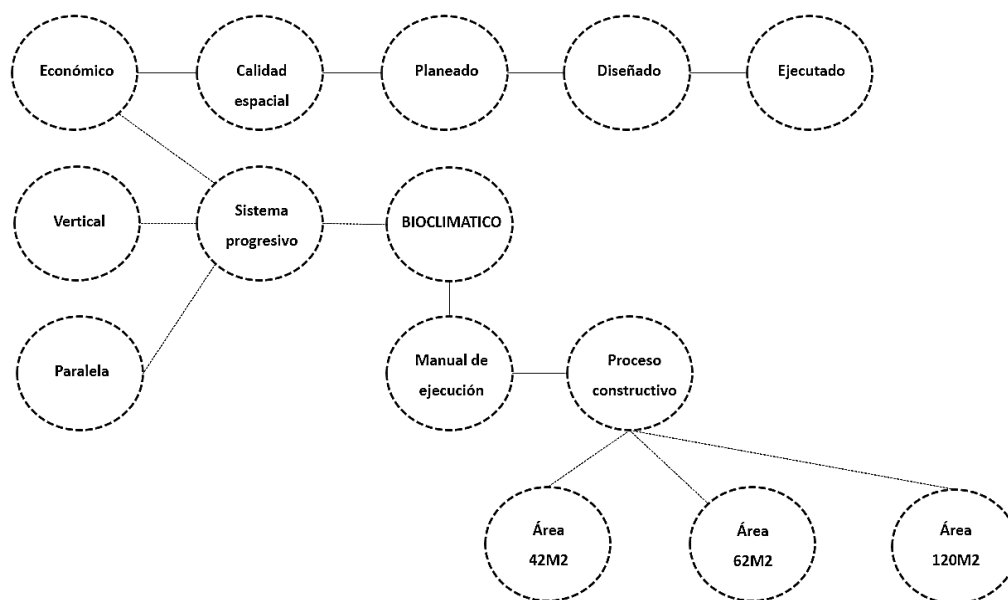 Económico
Calidad
espacial
Planeado
Diseñado
Ejecutado
Vertical
Sistema
progresivo
BIOCLIMATICO
Paralela
Manual de
ejecución
Proceso
constructivo
Área
42M2
Área
62M2
Área
120M2